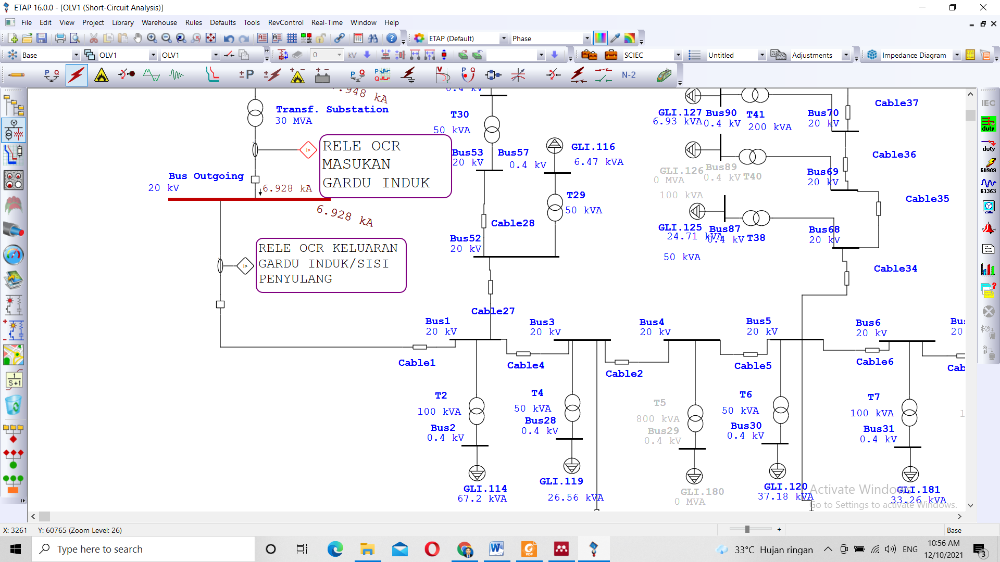 ETAP 16.0.0 - [OLV1 (Short-Circuit Analysis)]
File Edit View Project Library Warehouse Rules Defaults Tools RevControl Real-Time Window Help
ETAP (Default) Phase
Base OLV1 OLV1 0 kV SCIEC Untitled Adjustments Impedance Diagram
N-2
Transf. Substation
30 MVA
RELE OCR
MASUKAN
GARDU INDUK
Bus Outgoing
20 kV
6.928 kA
6.928 kA
RELE OCR KELUARAN
GARDU INDUK/SISI
PENYULANG
T30
50 kVA
Bus53
20 kV
Bus57
0.4 kV
GLI.116
6.47 kVA
T29
50 kVA
Cable28
Bus52
20 kV
Cable27
GLI.127
6.93 kVA
Bus90
0.4 kV
T41
200 kVA
Bus70
20 kV
Cable37
Cable36
GLI.126
0 MVA
Bus89
0.4 kV
T40
100 kVA
Bus69
20 kV
Cable35
GLI.125
24.71 kVA
Bus87
0.4 kV
T38
50 kVA
Bus68
20 kV
Cable34
Bus1
20 kV
Bus3
20 kV
Bus4
20 kV
Bus5
20 kV
Bus6
20 kV
20
Cable1
Cable4
Cable2
Cable5
Cable6
Cab
T2
100 kVA
Bus2
0.4 kV
GLI.114
67.2 kVA
T4
50 kVA
Bus28
0.4 kV
GLI.119
26.56 kVA
T5
800 kVA
Bus29
0.4 kV
GLI.180
0 MVA
T6
50 kVA
Bus30
0.4 kV
GLI.120
37.18 kVA
T7
100 kVA
Bus31
0.4 kV
GLI.181
33.26 kVA
IEC
duty
duty
60909
61363
Activate Windows
Go to Settings to activate Windows.
X: 3261 Y: 60765 (Zoom Level: 26)
Base
Type here to search
33°C Hujan ringan
ENG
10:56 AM
12/10/2021
3